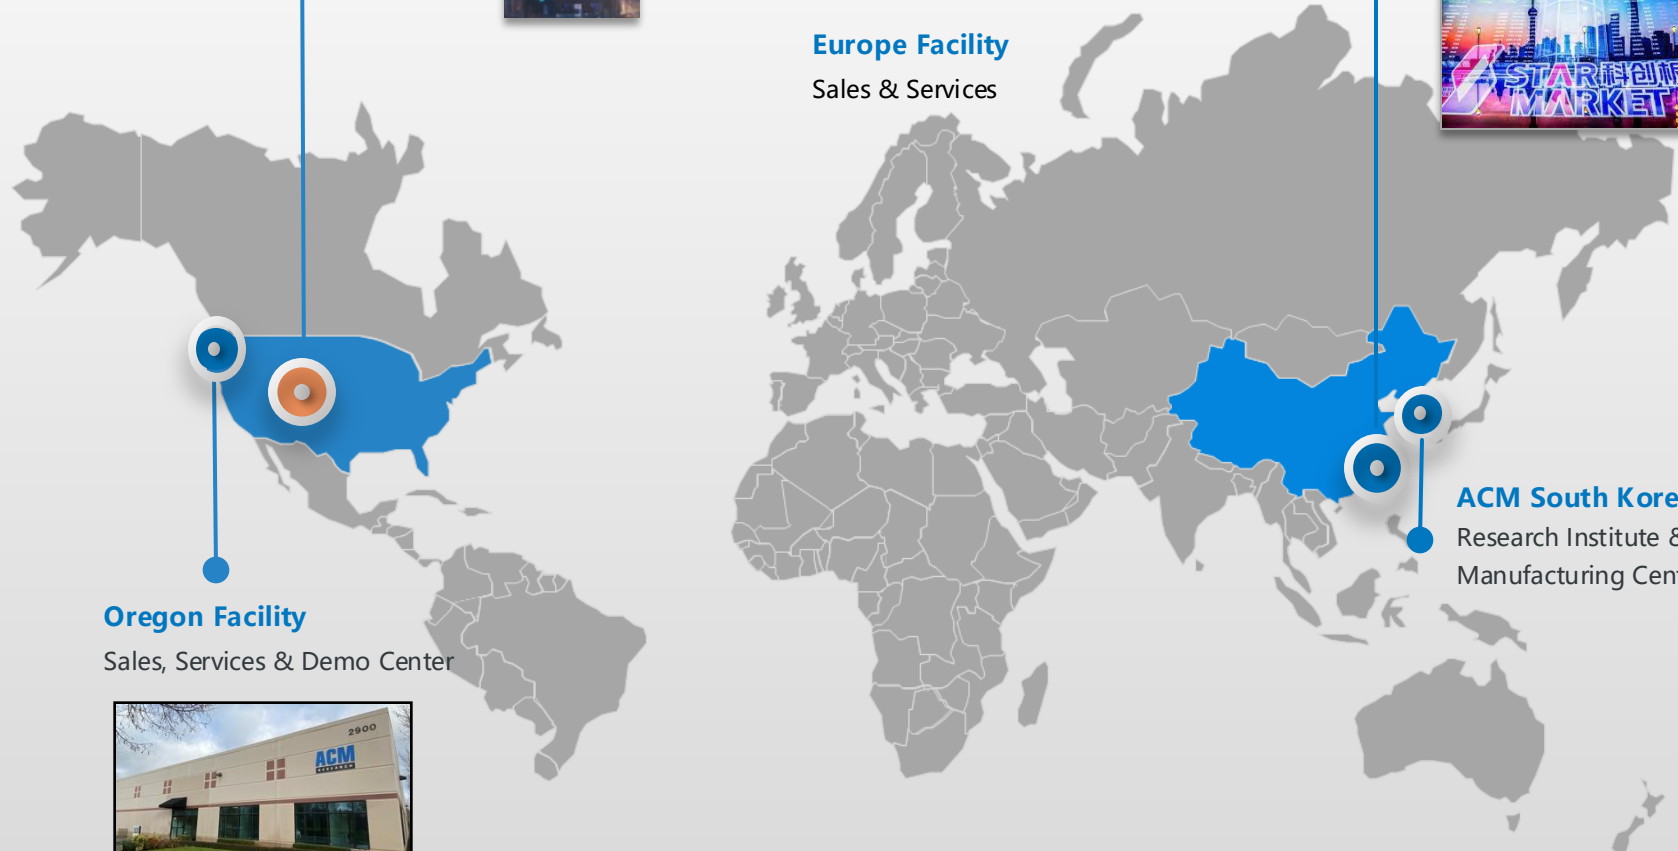 Europe Facility
Sales & Services
STAR科创板
MARKET
ACM South Kore
Research Institute &
Manufacturing Cen
Oregon Facility
Sales, Services & Demo Center
2900
ACM
RESEARCH